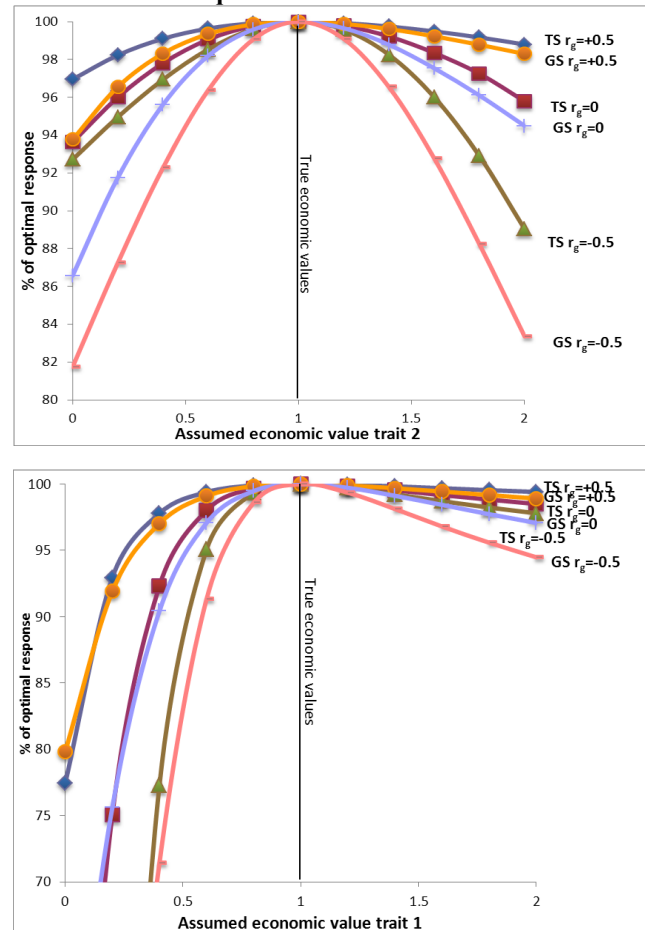 100
98
96
94
92
90
88
86
84
82
80
% of optimal response
0
0.5
1
1.5
2
Assumed economic value trait 2
True economic values
TS rg=+0.5
GS rg=+0.5
TS rg=0
GS rg=0
TS rg=-0.5
GS rg=-0.5
100
95
90
85
80
75
70
% of optimal response
0
0.5
1
1.5
2
Assumed economic value trait 1
True economic values
TS rg=+0.5
GS rg=+0.5
TS rg=0
GS rg=0
TS rg=-0.5
GS rg=-0.5